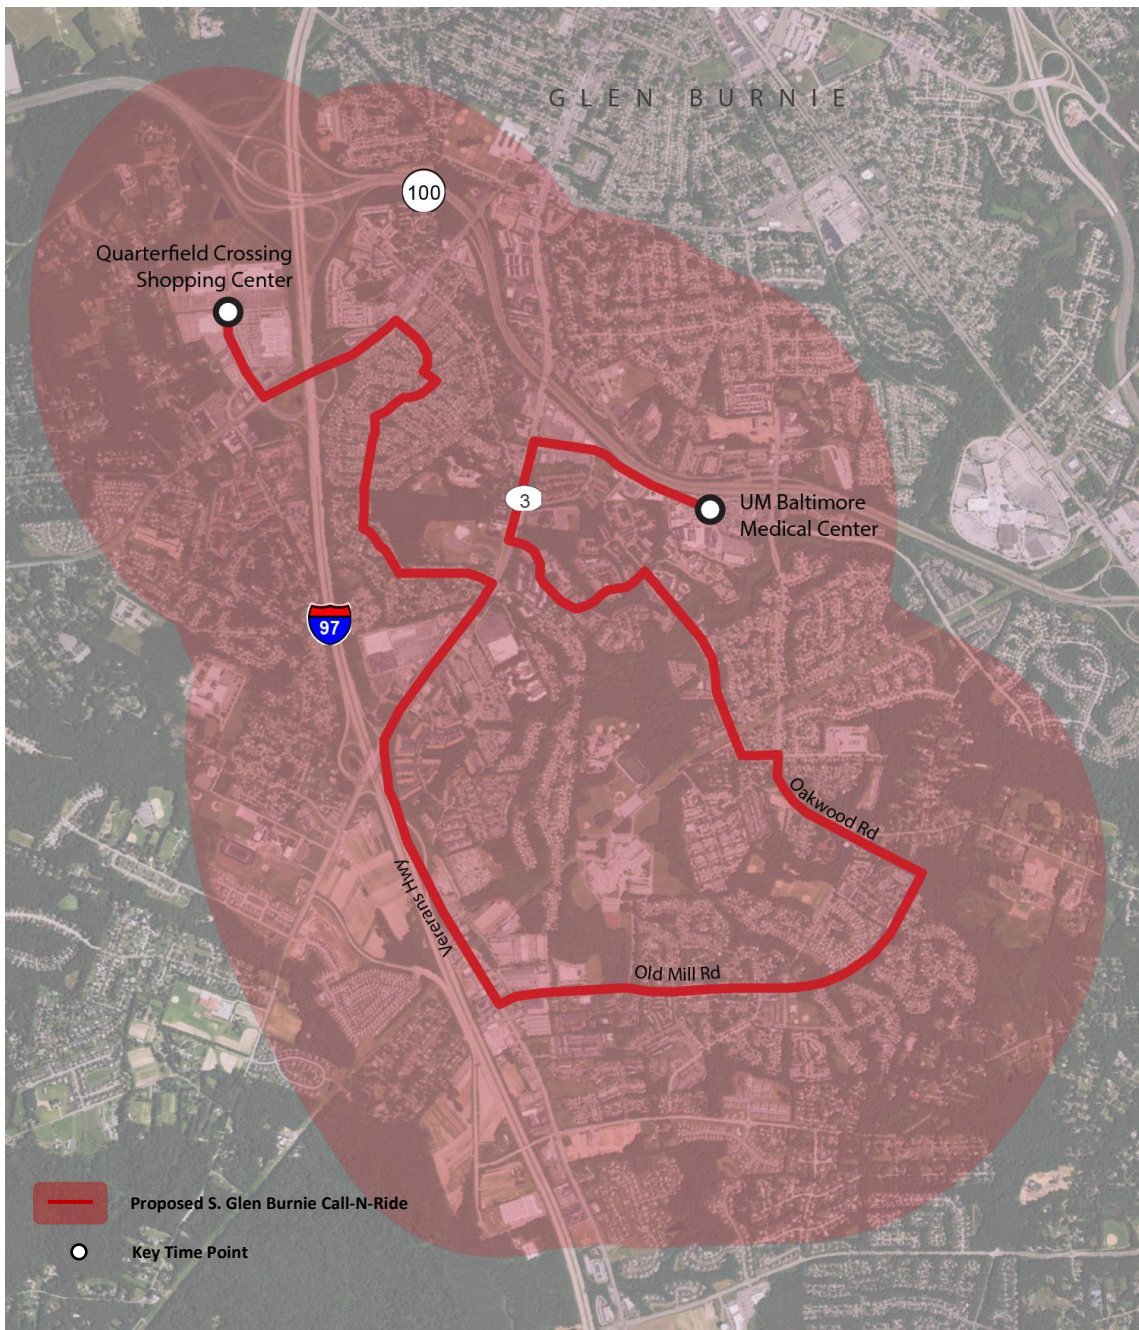 GLEN BURNIE
100
Quarterfield Crossing
Shopping Center
3
UM Baltimore
Medical Center
97
Oakwood Rd
Vererans Hwy
Old Mill Rd
Proposed S. Glen Burnie Call-N-Ride
Key Time Point